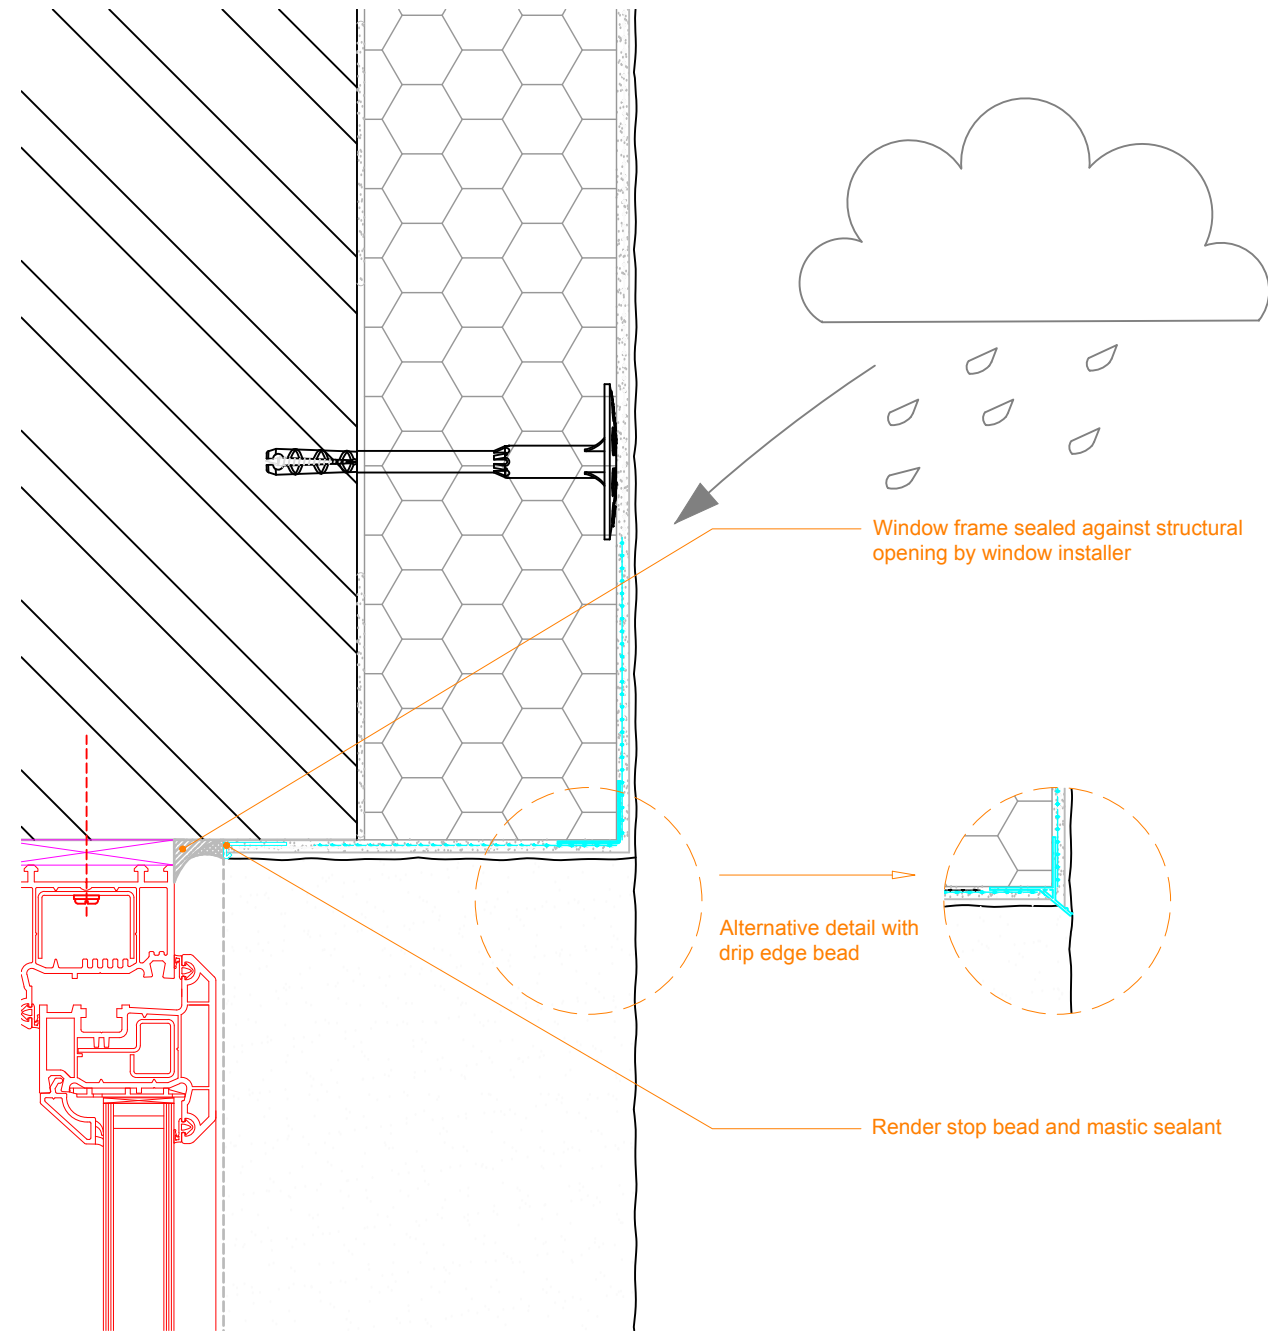 Window frame sealed against structural
opening by window installer
Alternative detail with
drip edge bead
Render stop bead and mastic sealant